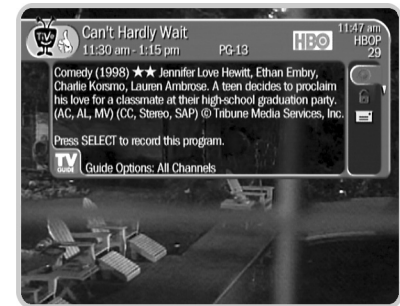 Can't Hardly Wait
11:30 am - 1:15 pm PG-13
HBO
11:47 am
HBOP
29
Comedy (1998) ★★ Jennifer Love Hewitt, Ethan Embry,
Charlie Korsmo, Lauren Ambrose. A teen decides to proclaim
his love for a classmate at their high-school graduation party.
(AC, AL, MV) (CC, Stereo, SAP) © Tribune Media Services, Inc.
Press SELECT to record this program.
TV
GUIDE
Guide Options: All Channels